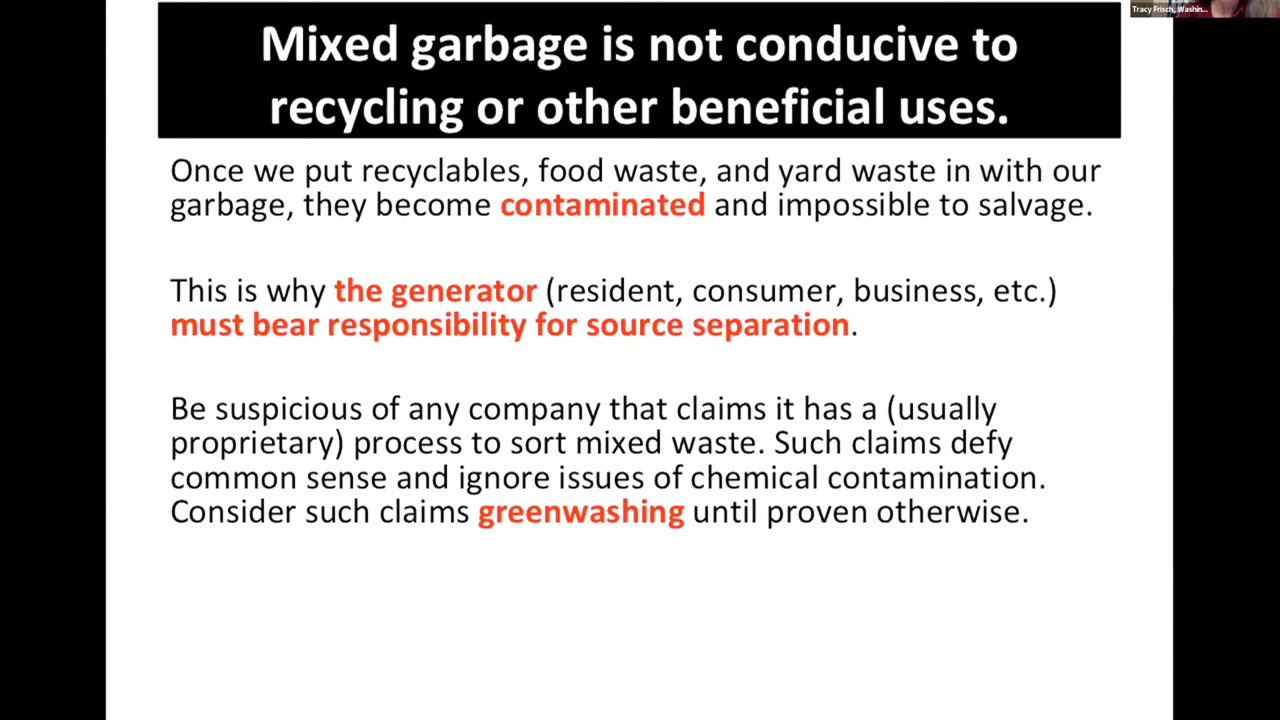 Tracy Frisch, Washin...
Mixed garbage is not conducive to
recycling or other beneficial uses.
Once we put recyclables, food waste, and yard waste in with our
garbage, they become contaminated and impossible to salvage.
This is why the generator (resident, consumer, business, etc.)
must bear responsibility for source separation.
Be suspicious of any company that claims it has a (usually
proprietary) process to sort mixed waste. Such claims defy
common sense and ignore issues of chemical contamination.
Consider such claims greenwashing until proven otherwise.